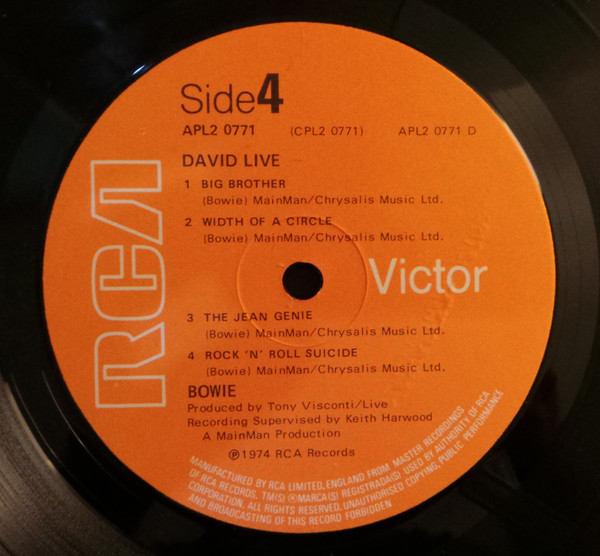 Side4
APL2 0771 (CPL2 0771) APL2 0771 D
DAVID LIVE
1 BIG BROTHER
(Bowie) MainMan/Chrysalis Music Ltd.
2 WIDTH OF A CIRCLE
(Bowie) MainMan/Chrysalis Music Ltd.
RCA
Victor
3 THE JEAN GENIE
(Bowie) MainMan/Chrysalis Music Ltd.
4 ROCK 'N' ROLL SUICIDE
(Bowie) MainMan/Chrysalis Music Ltd.
BOWIE
Produced by Tony Visconti/Live
Recording Supervised by Keith Harwood
A MainMan Production
℗1974 RCA Records
MANUFACTURED BY RCA LIMITED, ENGLAND FROM MASTER RECORDINGS
OF RCA RECORDS, TM(S) ® MARCA(S) REGISTRADA(S) USED BY AUTHORITY OF RCA
CORPORATION. ALL RIGHTS RESERVED. UNAUTHORISED COPYING, PUBLIC PERFORMANCE
AND BROADCASTING OF THIS RECORD FORBIDDEN